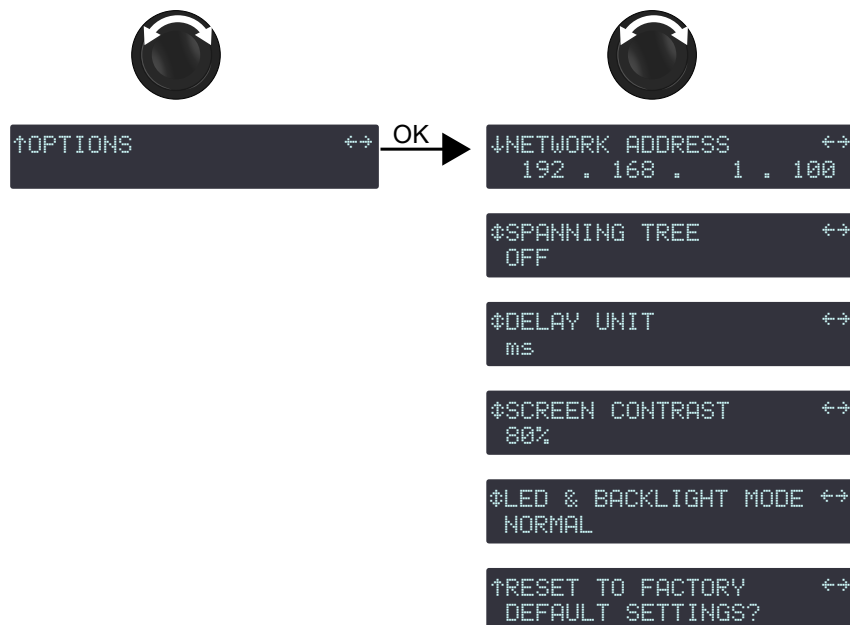 ↑OPTIONS ←→
OK
↓NETWORK ADDRESS ←→
192 . 168 . 1 . 100
↕SPANNING TREE ←→
OFF
↕DELAY UNIT ←→
ms
↕SCREEN CONTRAST ←→
80%
↕LED & BACKLIGHT MODE ←→
NORMAL
↑RESET TO FACTORY ←→
DEFAULT SETTINGS?